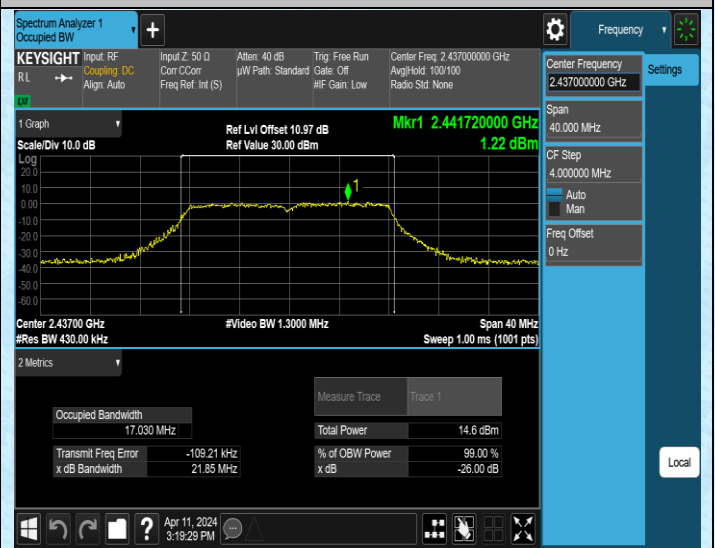 Spectrum Analyzer 1
Occupied BW
+
Frequency
KEYSIGHT
RL
LXI
Input: RF
Coupling: DC
Align: Auto
Input Z: 50 Ω
Corr CCorr
Freq Ref: Int (S)
Atten: 40 dB
µW Path: Standard
Trig: Free Run
Gate: Off
#IF Gain: Low
Center Freq: 2.437000000 GHz
Avg|Hold: 100/100
Radio Std: None
Center Frequency
2.437000000 GHz
Settings
Span
40.000 MHz
CF Step
4.000000 MHz
Auto
Man
Freq Offset
0 Hz
1 Graph
Ref Lvl Offset 10.97 dB
Mkr1 2.441720000 GHz
Scale/Div 10.0 dB
Ref Value 30.00 dBm
1.22 dBm
Log
20.0
10.0
0.00
-10.0
-20.0
-30.0
-40.0
-50.0
-60.0
1
Center 2.43700 GHz
#Video BW 1.3000 MHz
Span 40 MHz
#Res BW 430.00 kHz
Sweep 1.00 ms (1001 pts)
2 Metrics
Measure Trace
Trace 1
Occupied Bandwidth
17.030 MHz
Total Power
14.6 dBm
Transmit Freq Error
-109.21 kHz
% of OBW Power
99.00 %
x dB Bandwidth
21.85 MHz
x dB
-26.00 dB
Local
?
Apr 11, 2024
3:19:29 PM